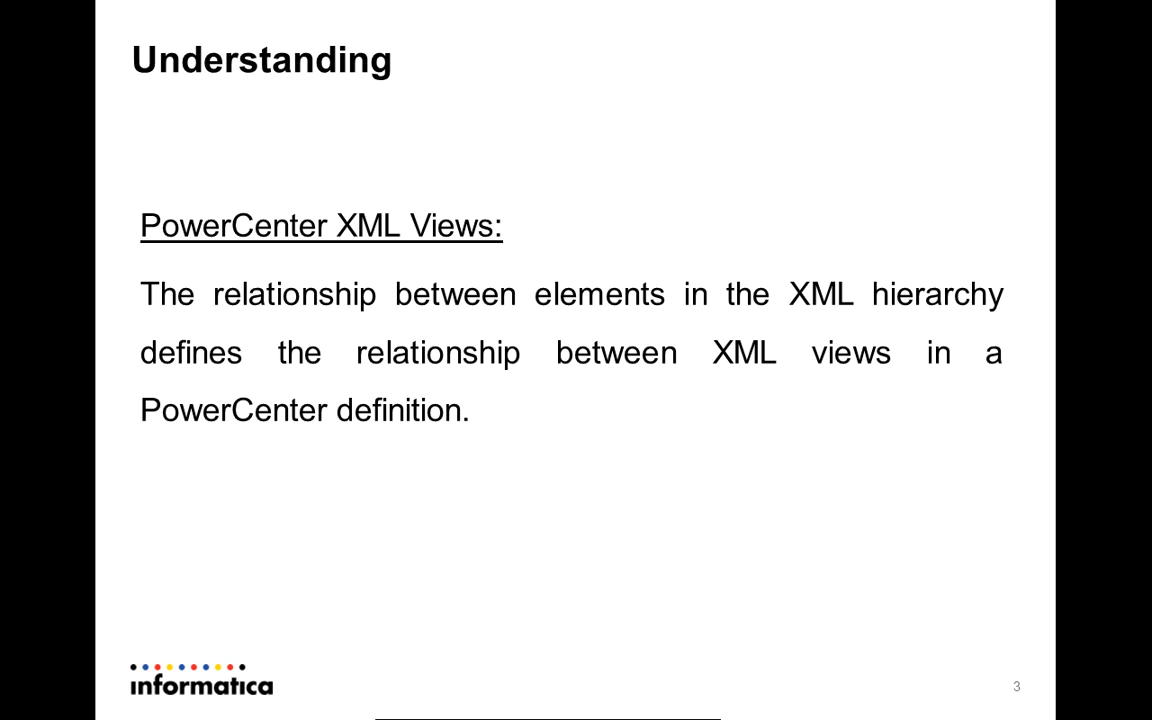 Understanding
PowerCenter XML Views:
The relationship between elements in the XML hierarchy
defines the relationship between XML views in a
PowerCenter definition.
informatica
3